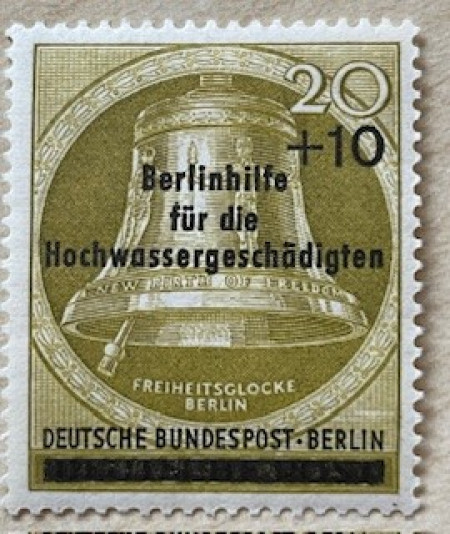 20
+10
Berlinhilfe
für die
Hochwassergeschädigten
NEW BIRTH OF FREEDOM
FREIHEITSGLOCKE
BERLIN
DEUTSCHE BUNDESPOST·BERLIN